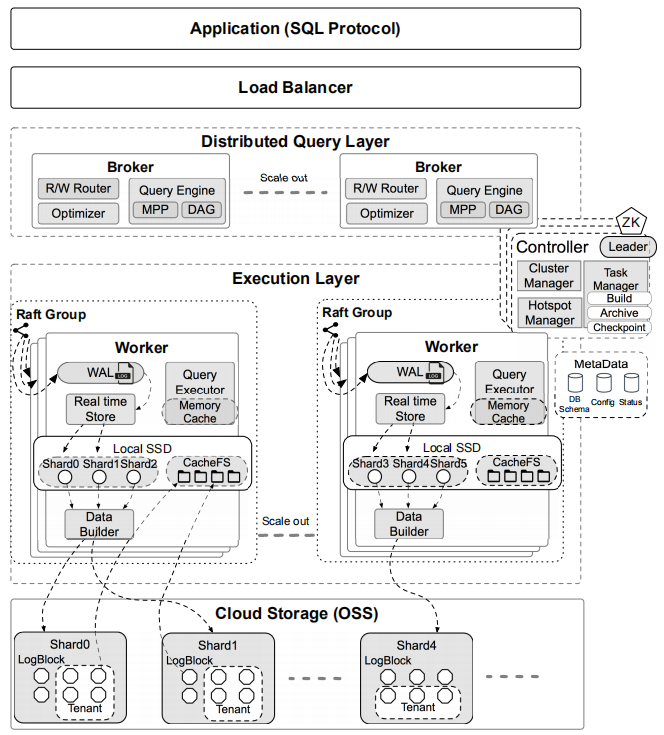 Application (SQL Protocol)
Load Balancer
Distributed Query Layer
Broker
R/W Router
Optimizer
Query Engine
MPP
DAG
Scale out
Broker
R/W Router
Optimizer
Query Engine
MPP
DAG
ZK
Controller
Leader
Cluster
Manager
Hotspot
Manager
Task
Manager
Build
Archive
Checkpoint
MetaData
DB
Schema
Config
Status
Execution Layer
Raft Group
Worker
WAL
LOG
Real time
Store
Query
Executor
Memory
Cache
Local SSD
Shard0
Shard1
Shard2
CacheFS
Data
Builder
Scale out
Raft Group
Worker
WAL
LOG
Real time
Store
Query
Executor
Memory
Cache
Local SSD
Shard3
Shard4
Shard5
CacheFS
Data
Builder
Cloud Storage (OSS)
Shard0
LogBlock
Tenant
Shard1
LogBlock
Tenant
Shard4
LogBlock
Tenant